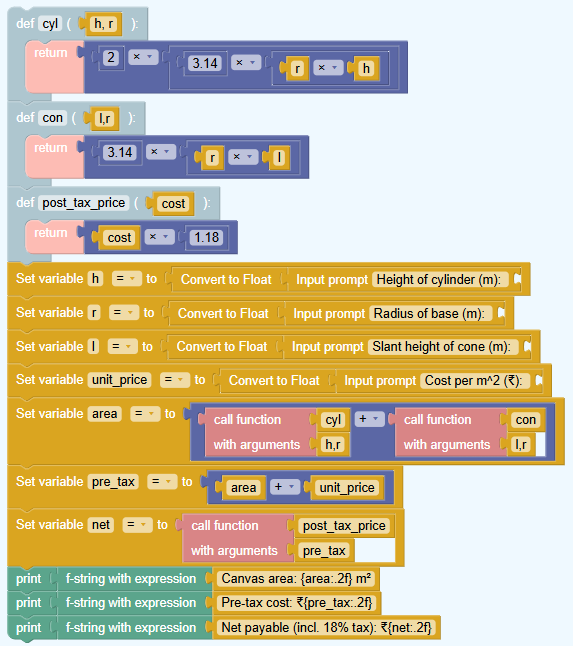 def cyl ( h, r ):
return 2 × 3.14 × r × h
def con ( l,r ):
return 3.14 × r × l
def post_tax_price ( cost ):
return cost × 1.18
Set variable h = to Convert to Float Input prompt Height of cylinder (m):
Set variable r = to Convert to Float Input prompt Radius of base (m):
Set variable l = to Convert to Float Input prompt Slant height of cone (m):
Set variable unit_price = to Convert to Float Input prompt Cost per m^2 (₹):
Set variable area = to call function cyl + call function con
with arguments h,r with arguments l,r
Set variable pre_tax = to area + unit_price
Set variable net = to call function post_tax_price
with arguments pre_tax
print f-string with expression Canvas area: {area:.2f} m²
print f-string with expression Pre-tax cost: ₹{pre_tax:.2f}
print f-string with expression Net payable (incl. 18% tax): ₹{net:.2f}